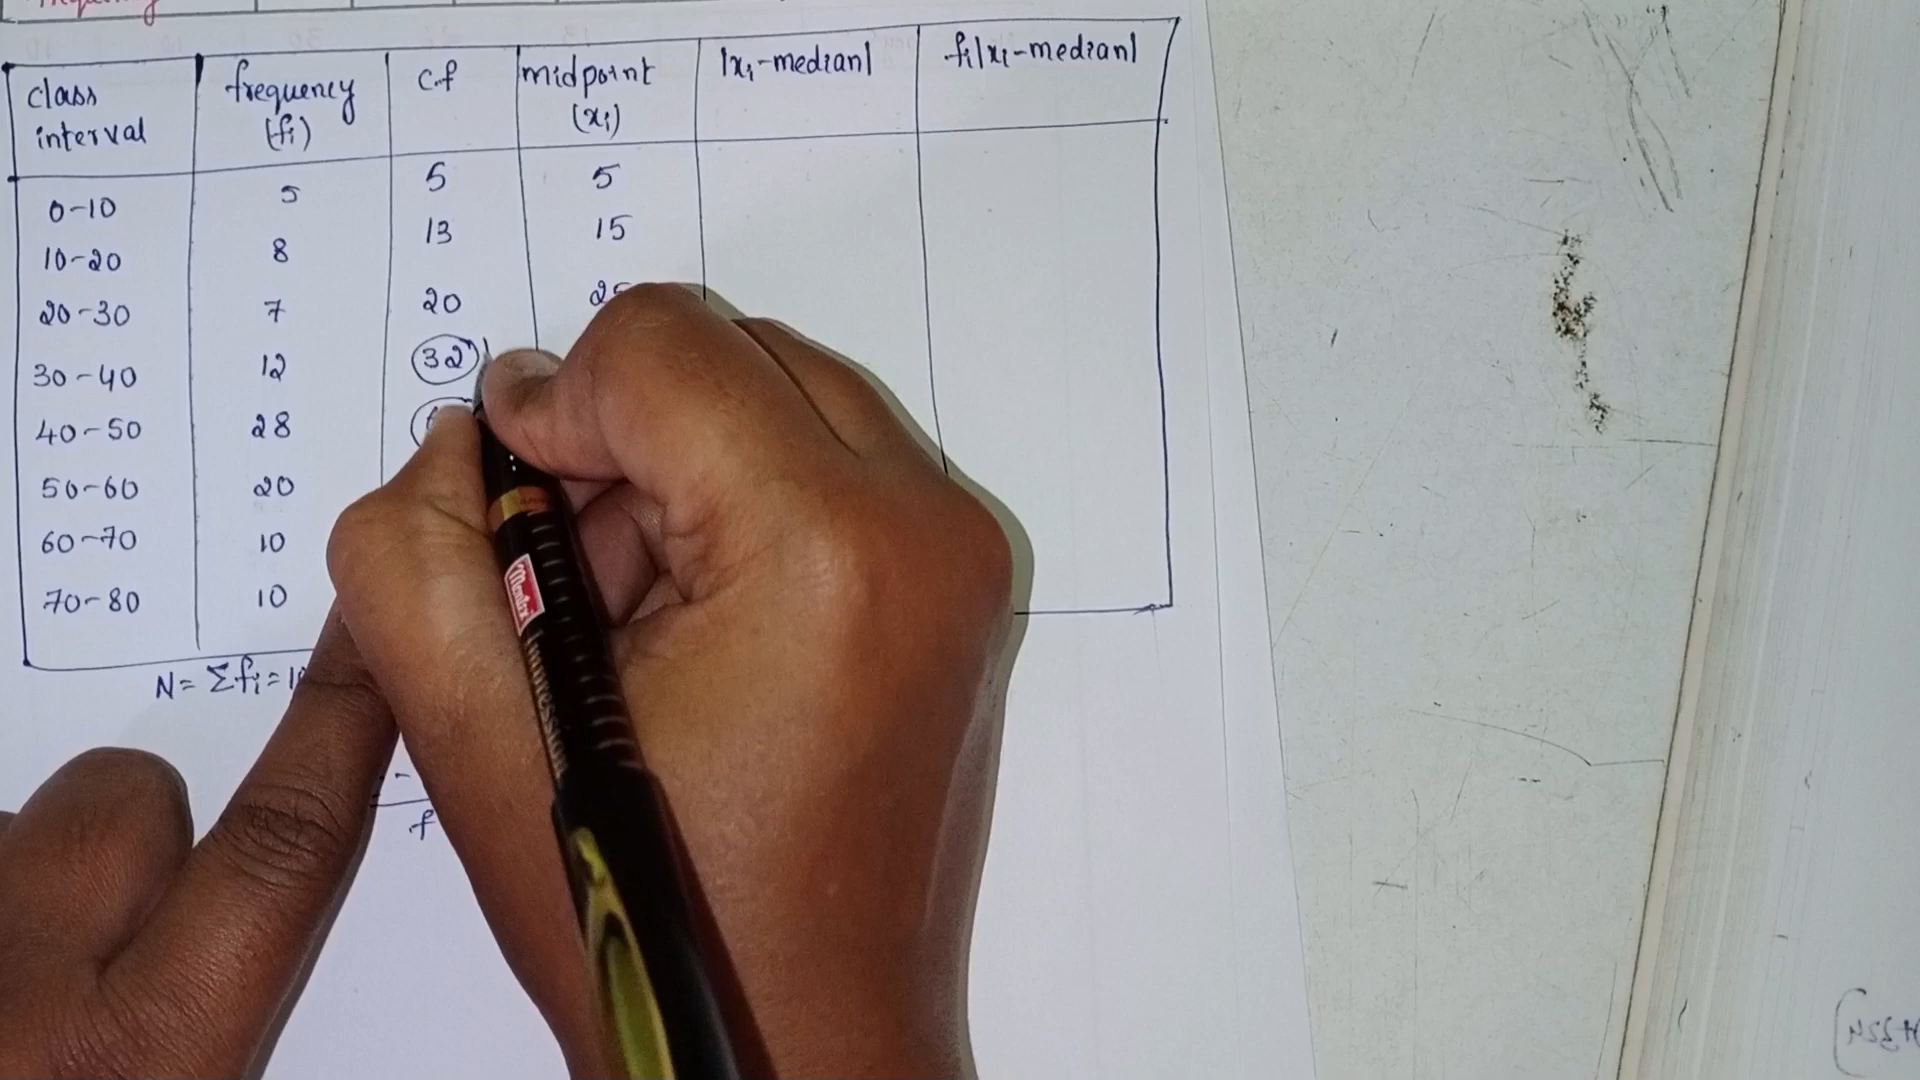 class interval frequency (fi) c.f midpoint (xi) |xi-median| fi|xi-median|
0-10 5 5 5
10-20 8 13 15
20-30 7 20
30-40 12 32
40-50 28
50-60 20
60-70 10
70-80 10
N= Σfi=
f
Montex